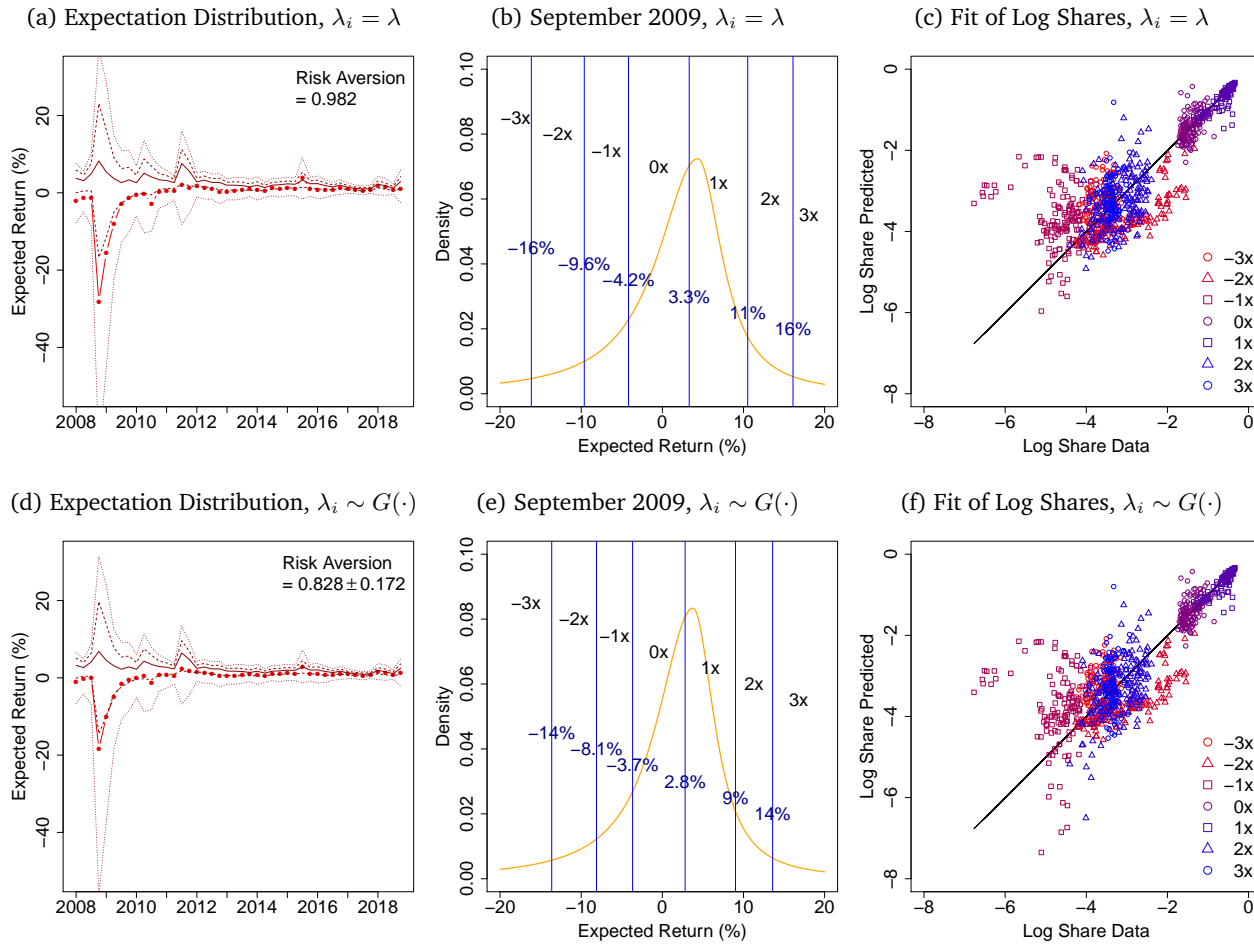 (a) Expectation Distribution, λᵢ = λ
(b) September 2009, λᵢ = λ
(c) Fit of Log Shares, λᵢ = λ
Expected Return (%)
20
0
−20
−40
2008 2010 2012 2014 2016 2018
Risk Aversion
= 0.982
Density
0.10
0.08
0.06
0.04
0.02
0.00
−3x
−2x
−1x
0x
1x
2x
3x
−16%
−9.6%
−4.2%
3.3%
11%
16%
−20 −10 0 10 20
Expected Return (%)
Log Share Predicted
0
−2
−4
−6
−8
−3x
−2x
−1x
0x
1x
2x
3x
−8 −6 −4 −2 0
Log Share Data
(d) Expectation Distribution, λᵢ ∼ G(·)
(e) September 2009, λᵢ ∼ G(·)
(f) Fit of Log Shares, λᵢ ∼ G(·)
Expected Return (%)
20
0
−20
−40
2008 2010 2012 2014 2016 2018
Risk Aversion
= 0.828 ± 0.172
Density
0.10
0.08
0.06
0.04
0.02
0.00
−3x
−2x
−1x
0x
1x
2x
3x
−14%
−8.1%
−3.7%
2.8%
9%
14%
−20 −10 0 10 20
Expected Return (%)
Log Share Predicted
0
−2
−4
−6
−8
−3x
−2x
−1x
0x
1x
2x
3x
−8 −6 −4 −2 0
Log Share Data